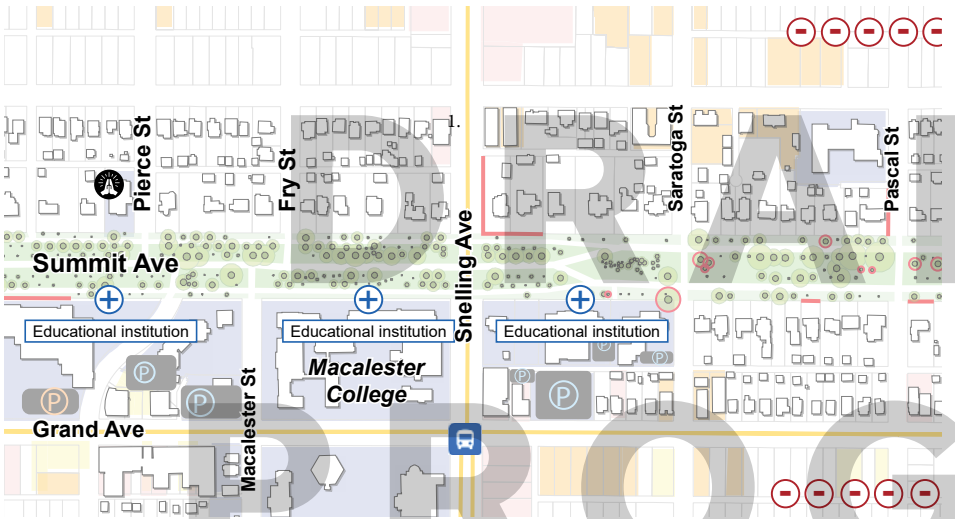 1.
Pierce St
Fry St
Snelling Ave
Saratoga St
Pascal St
Summit Ave
Educational institution
Educational institution
Educational institution
Macalester
College
P
P
P
P
P
P
P
Macalester St
Grand Ave
DRA
PROG